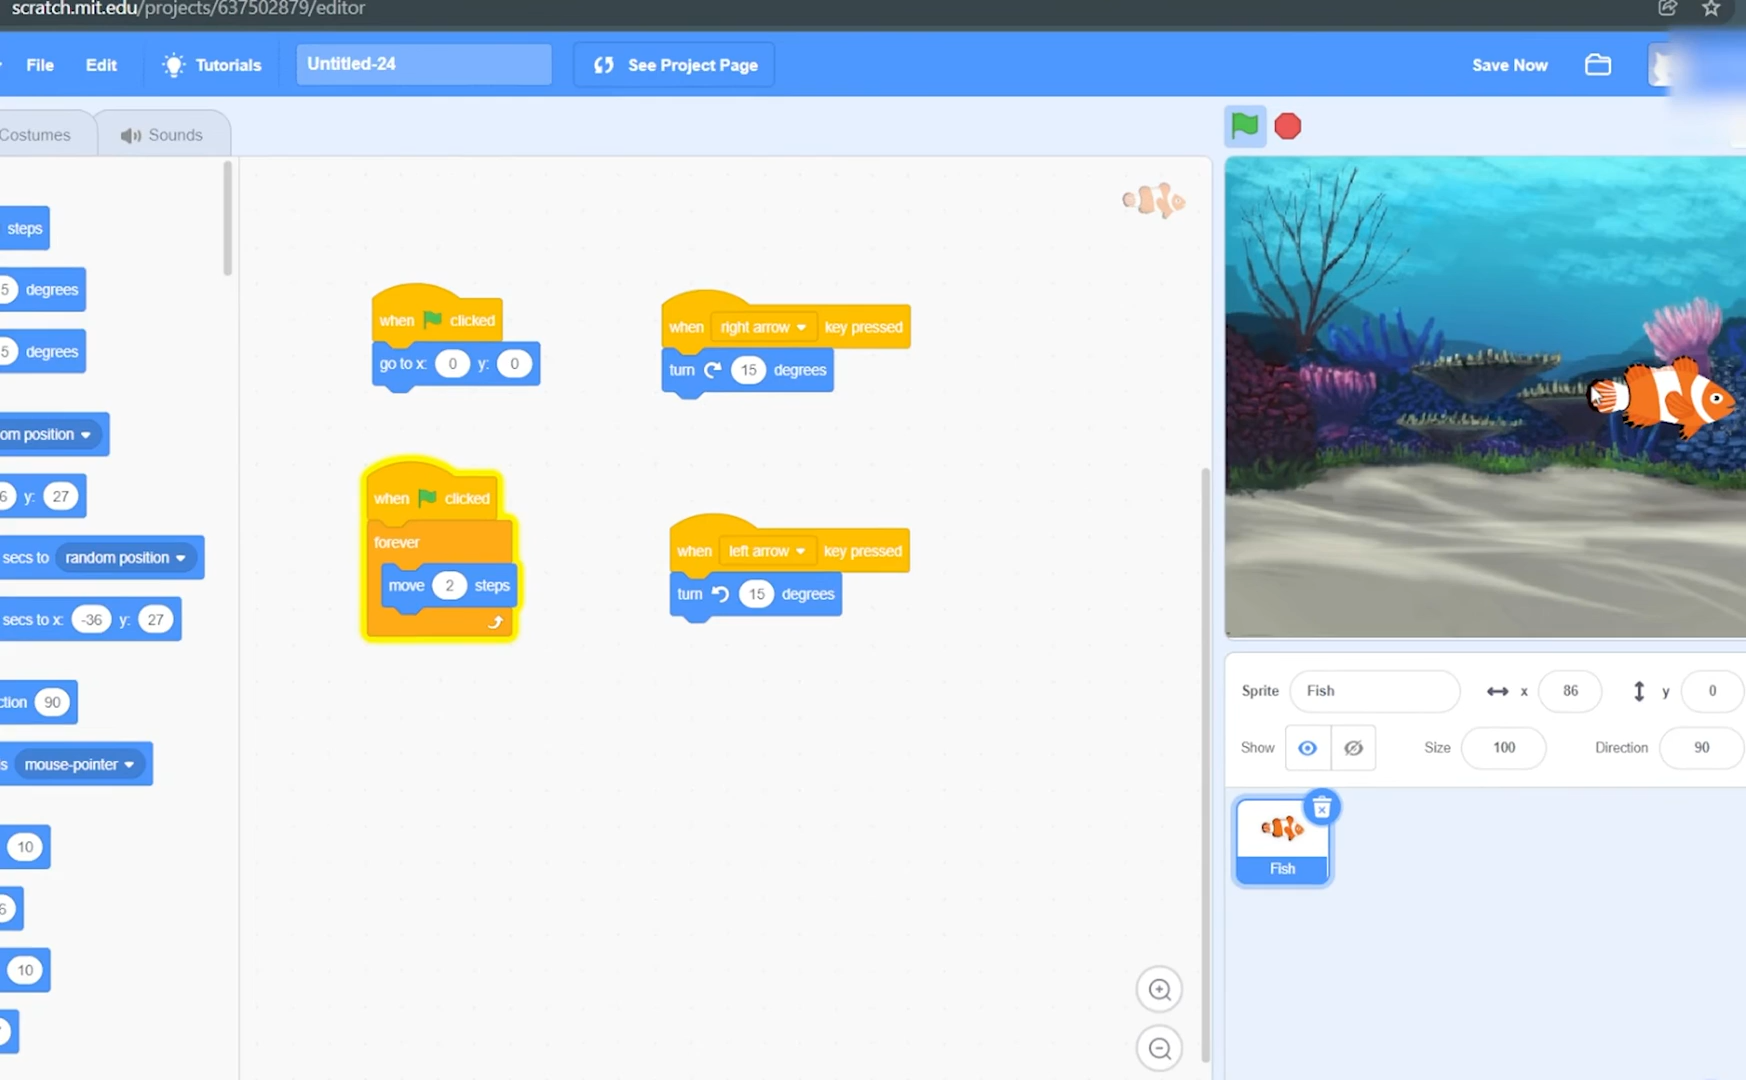 scratch.mit.edu/projects/637502879/editor
File Edit Tutorials Untitled-24 See Project Page Save Now
Costumes Sounds
steps
5 degrees
5 degrees
om position
6 y: 27
secs to random position
secs to x: -36 y: 27
ction 90
s mouse-pointer
10
6
10
when clicked
go to x: 0 y: 0
when right arrow key pressed
turn 15 degrees
when clicked
forever
move 2 steps
when left arrow key pressed
turn 15 degrees
Sprite Fish x 86 y 0
Show Size 100 Direction 90
Fish